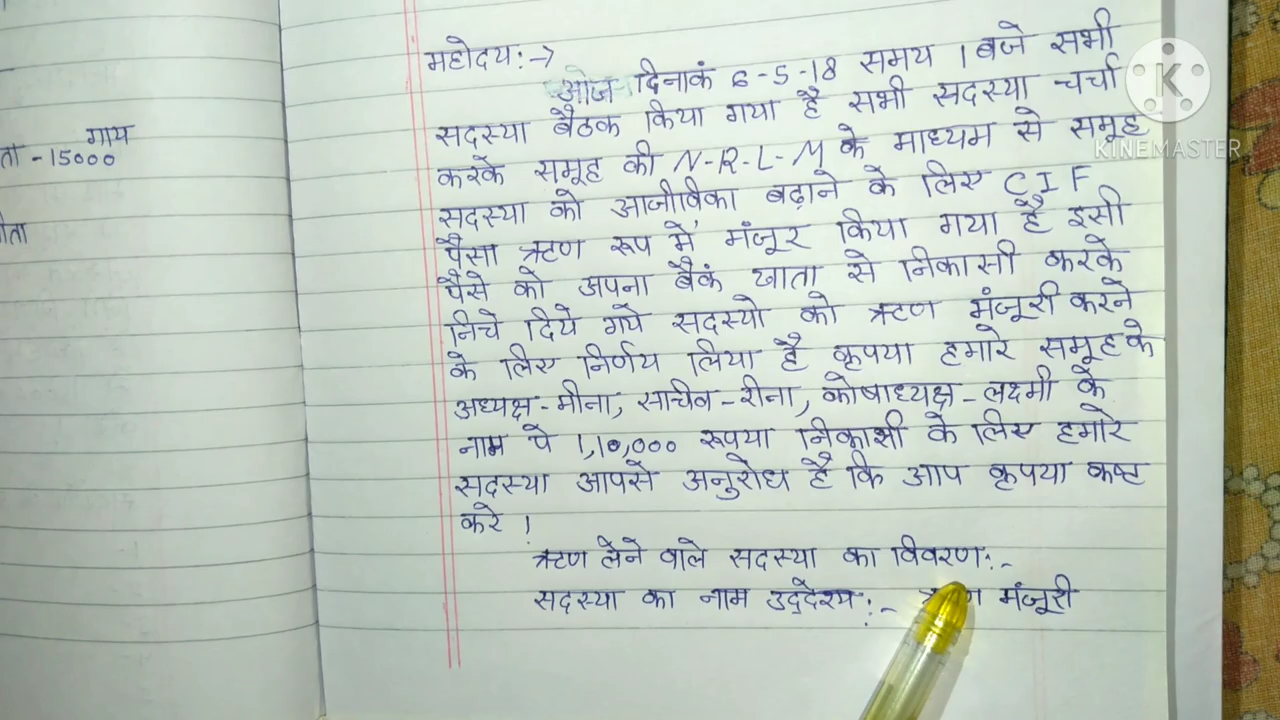 गाय
ता -15000
महोदय:->
आज दिनाकं 6-5-18 समय 1 बजे सभी
सदस्या बैठक किया गया है सभी सदस्या चर्चा
करके समूह की N-R-L-M के माध्यम से समूह
सदस्या को आजीविका बढ़ाने के लिए C I F
पैसा ऋण रूप में मंजूर किया गया है इसी
पैसे को अपना बैकं खाता से निकासी करके
निचे दिये गये सदस्यो को ऋण मंजूरी करने
के लिए निर्णय लिया है कृपया हमारे समूह के
अध्यक्ष-मीना, सचिव-रीना, कोषाध्यक्ष-लक्ष्मी के
नाम पे 1,10,000 रूपया निकाशी के लिए हमारे
सदस्या आपसे अनुरोध है कि आप कृपया कष्ट
करे !
ऋण लेने वाले सदस्या का विवरण:-
सदस्या का नाम उद्देश्य:- ऋण मंजूरी
K
KINEMASTER